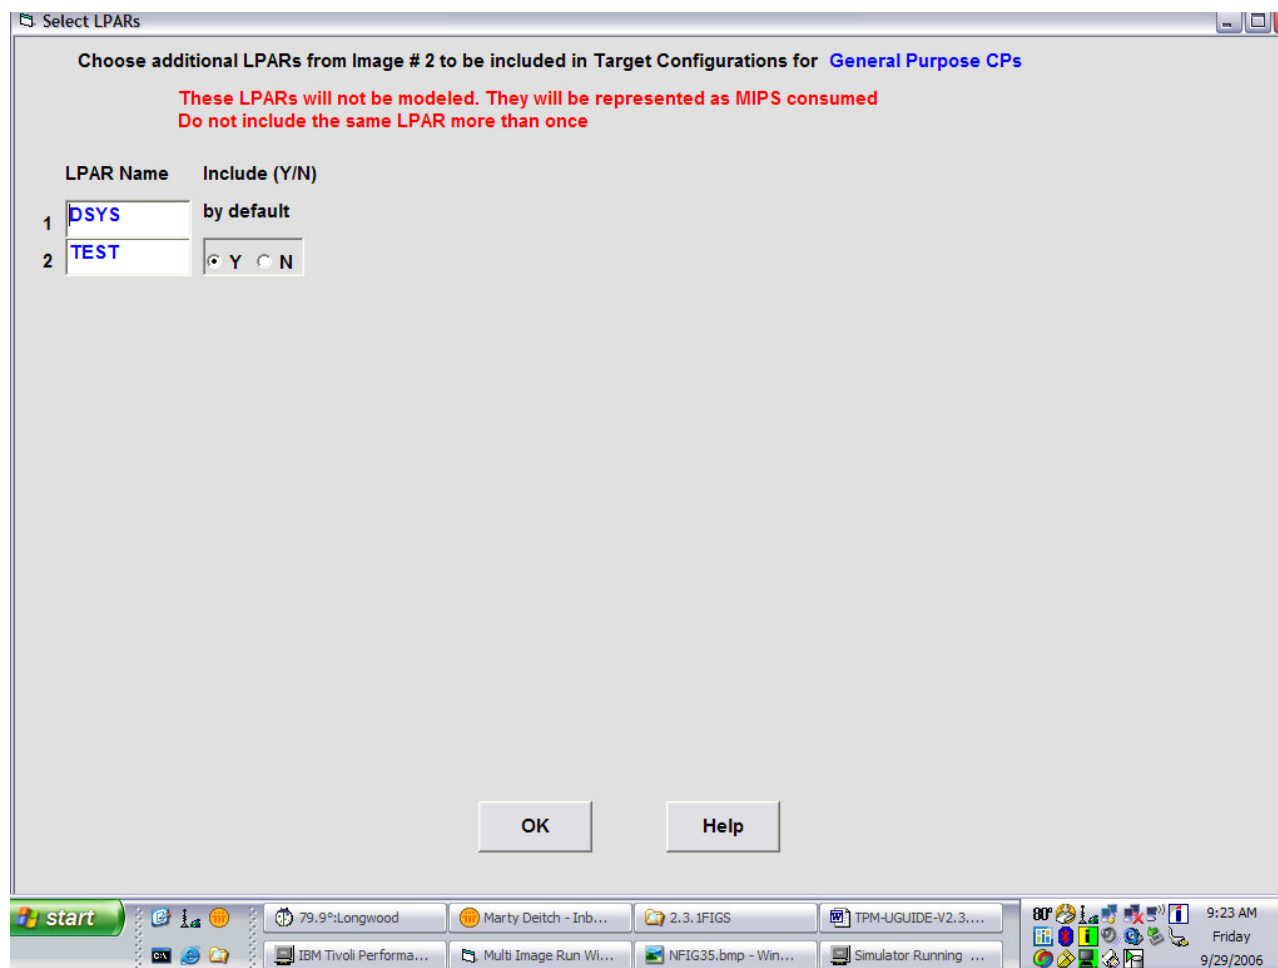 Select LPARs
Choose additional LPARs from Image # 2 to be included in Target Configurations for General Purpose CPs
These LPARs will not be modeled. They will be represented as MIPS consumed
Do not include the same LPAR more than once
LPAR Name Include (Y/N)
1 DSYS by default
2 TEST Y N
OK Help
start 79.9°:Longwood Marty Deitch - Inb... 2.3.1FIGS TPM-UGUIDE-V2.3.... 80° 9:23 AM
Friday
IBM Tivoli Performa... Multi Image Run Wi... NFIG35.bmp - Win... Simulator Running ... 9/29/2006